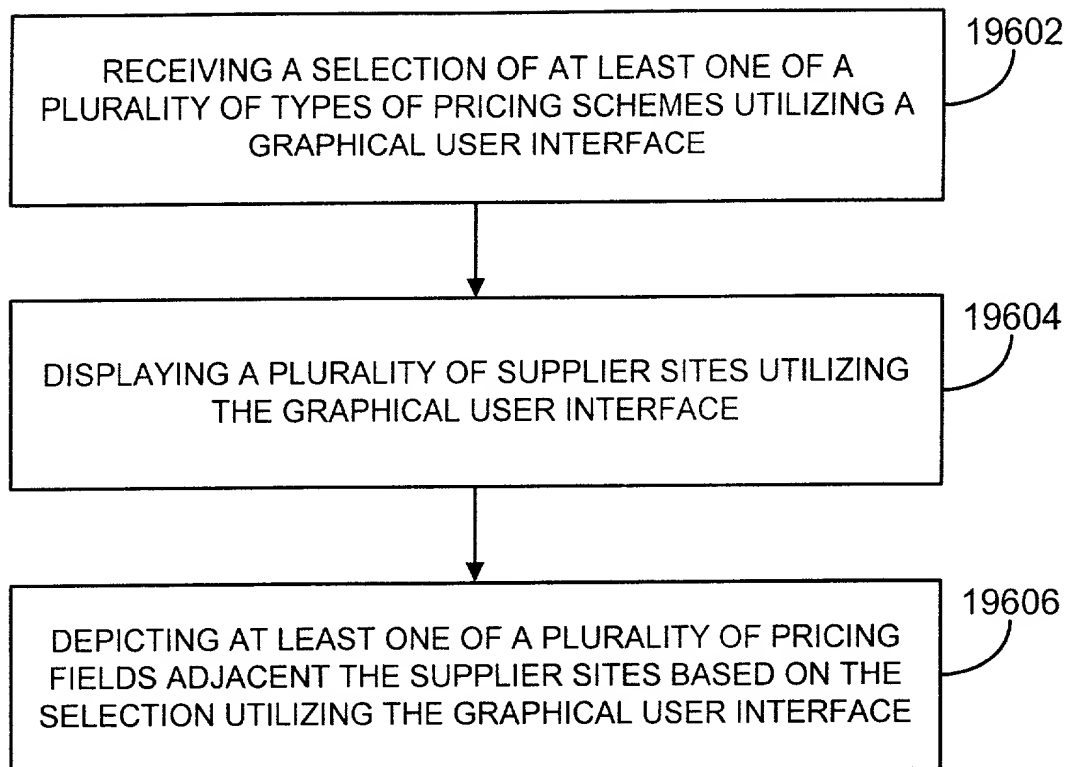 19602
RECEIVING A SELECTION OF AT LEAST ONE OF A
PLURALITY OF TYPES OF PRICING SCHEMES UTILIZING A
GRAPHICAL USER INTERFACE
19604
DISPLAYING A PLURALITY OF SUPPLIER SITES UTILIZING
THE GRAPHICAL USER INTERFACE
19606
DEPICTING AT LEAST ONE OF A PLURALITY OF PRICING
FIELDS ADJACENT THE SUPPLIER SITES BASED ON THE
SELECTION UTILIZING THE GRAPHICAL USER INTERFACE